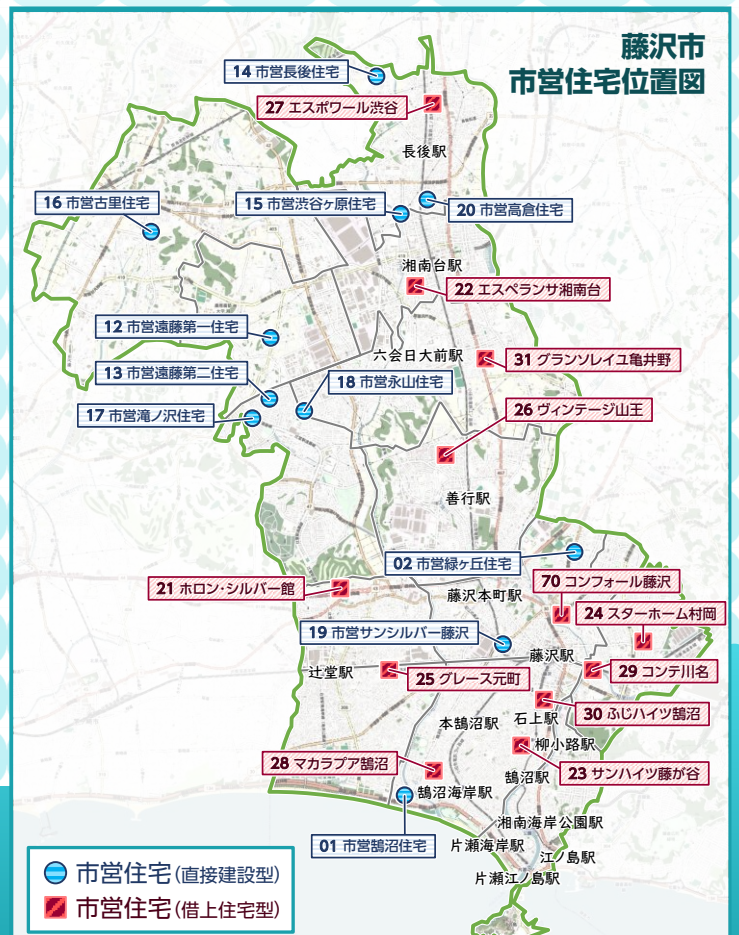 藤沢市
市営住宅位置図
14 市営長後住宅
27 エスポワール渋谷
長後駅
16 市営古里住宅
15 市営渋谷ヶ原住宅
20 市営高倉住宅
湘南台駅
22 エスペランサ湘南台
12 市営遠藤第一住宅
六会日大前駅
31 グランソレイユ亀井野
13 市営遠藤第二住宅
18 市営永山住宅
17 市営滝ノ沢住宅
26 ヴィンテージ山王
善行駅
02 市営緑ヶ丘住宅
21 ホロン・シルバー館
70 コンフォール藤沢
藤沢本町駅
24 スターホーム村岡
19 市営サンシルバー藤沢
藤沢駅
辻堂駅
25 グレース元町
29 コンテ川名
30 ふじハイツ鵠沼
本鵠沼駅
石上駅
柳小路駅
28 マカラプア鵠沼
23 サンハイツ藤が谷
鵠沼駅
鵠沼海岸駅
湘南海岸公園駅
01 市営鵠沼住宅
片瀬海岸駅
江ノ島駅
片瀬江ノ島駅
市営住宅(直接建設型)
市営住宅(借上住宅型)